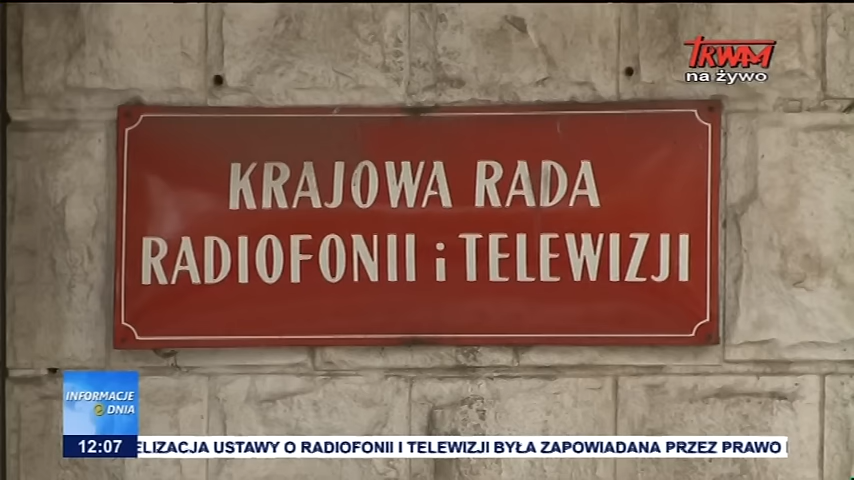 TRWAM
na żywo
KRAJOWA RADA
RADIOFONII i TELEWIZJI
INFORMACJE
DNIA
12:07
ELIZACJA USTAWY O RADIOFONII I TELEWIZJI BYŁA ZAPOWIADANA PRZEZ PRAWO